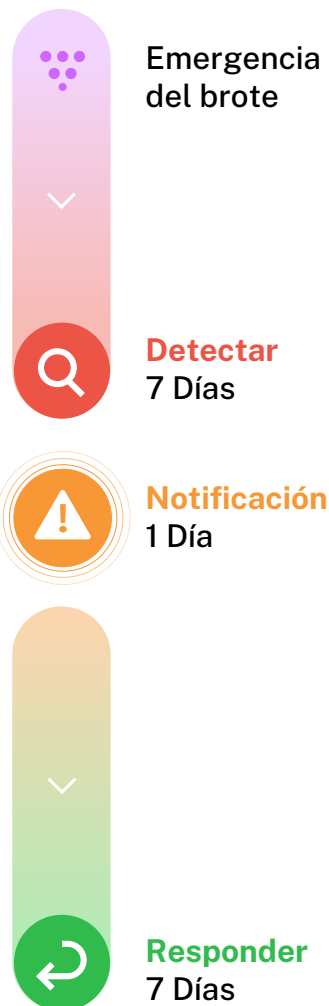 Emergencia
del brote
Detectar
7 Días
Notificación
1 Día
Responder
7 Días